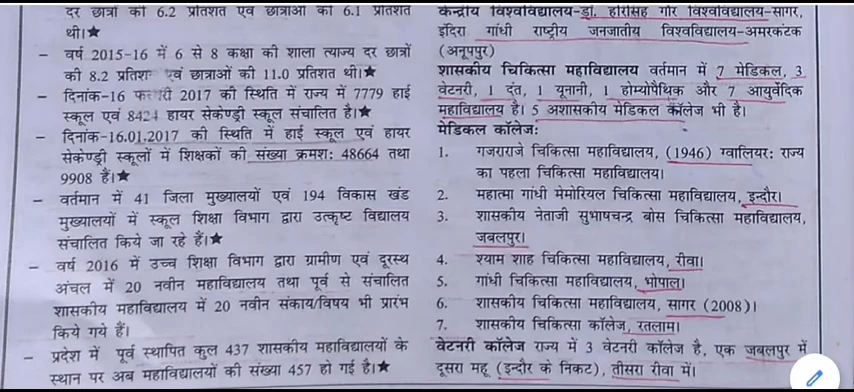 दर छात्रों की 6.2 प्रतिशत एवं छात्राओं की 6.1 प्रतिशत
थी।★
– वर्ष 2015-16 में 6 से 8 कक्षा की शाला त्याज्य दर छात्रों
की 8.2 प्रतिश एवं छात्राओं की 11.0 प्रतिशत थी।★
– दिनांक-16 फरवरी 2017 की स्थिति में राज्य में 7779 हाई
स्कूल एवं 8424 हायर सेकेण्ड्री स्कूल संचालित है।★
– दिनांक-16.01.2017 की स्थिति में हाई स्कूल एवं हायर
सेकेण्ड्री स्कूलों में शिक्षकों की संख्या क्रमश: 48664 तथा
9908 हैं।★
– वर्तमान में 41 जिला मुख्यालयों एवं 194 विकास खंड
मुख्यालयों में स्कूल शिक्षा विभाग द्वारा उत्कृष्ट विद्यालय
संचालित किये जा रहे हैं।★
– वर्ष 2016 में उच्च शिक्षा विभाग द्वारा ग्रामीण एवं दूरस्थ
अंचल में 20 नवीन महाविद्यालय तथा पूर्व से संचालित
शासकीय महाविद्यालय में 20 नवीन संकाय/विषय भी प्रारंभ
किये गये हैं।
– प्रदेश में पूर्व स्थापित कुल 437 शासकीय महाविद्यालयों के
स्थान पर अब महाविद्यालयों की संख्या 457 हो गई है।★
केन्द्रीय विश्वविद्यालय-डॉ. हरिसिंह गौर विश्वविद्यालय-सागर,
इंदिरा गांधी राष्ट्रीय जनजातीय विश्वविद्यालय-अमरकंटक
(अनूपपुर)
शासकीय चिकित्सा महाविद्यालय वर्तमान में 7 मेडिकल, 3
वेटनरी, 1 दंत, 1 यूनानी, 1 होम्योपैथिक और 7 आयुर्वेदिक
महाविद्यालय है। 5 अशासकीय मेडिकल कॉलेज भी है।
मेडिकल कॉलेज:
1. गजराराजे चिकित्सा महाविद्यालय, (1946) ग्वालियर: राज्य
का पहला चिकित्सा महाविद्यालय।
2. महात्मा गांधी मेमोरियल चिकित्सा महाविद्यालय, इन्दौर।
3. शासकीय नेताजी सुभाषचन्द्र बोस चिकित्सा महाविद्यालय,
जबलपुर।
4. श्याम शाह चिकित्सा महाविद्यालय, रीवा।
5. गांधी चिकित्सा महाविद्यालय, भोपाल।
6. शासकीय चिकित्सा महाविद्यालय, सागर (2008)।
7. शासकीय चिकित्सा कॉलेज, रतलाम।
वेटनरी कॉलेज राज्य में 3 वेटनरी कॉलेज है, एक जबलपुर में
दूसरा महू (इन्दौर के निकट), तीसरा रीवा में।